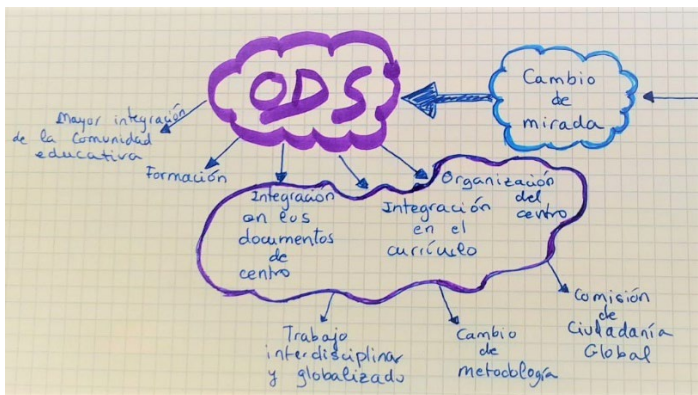 ODS
Cambio
de
mirada
Mayor integración
de la Comunidad
educativa
Formación
Integración
en los
documentos
de
centro
Integración
en el
currículo
Organización
del
centro
Trabajo
interdisciplinar
y globalizado
Cambio
de
metodología
Comisión
de
Ciudadanía
Global